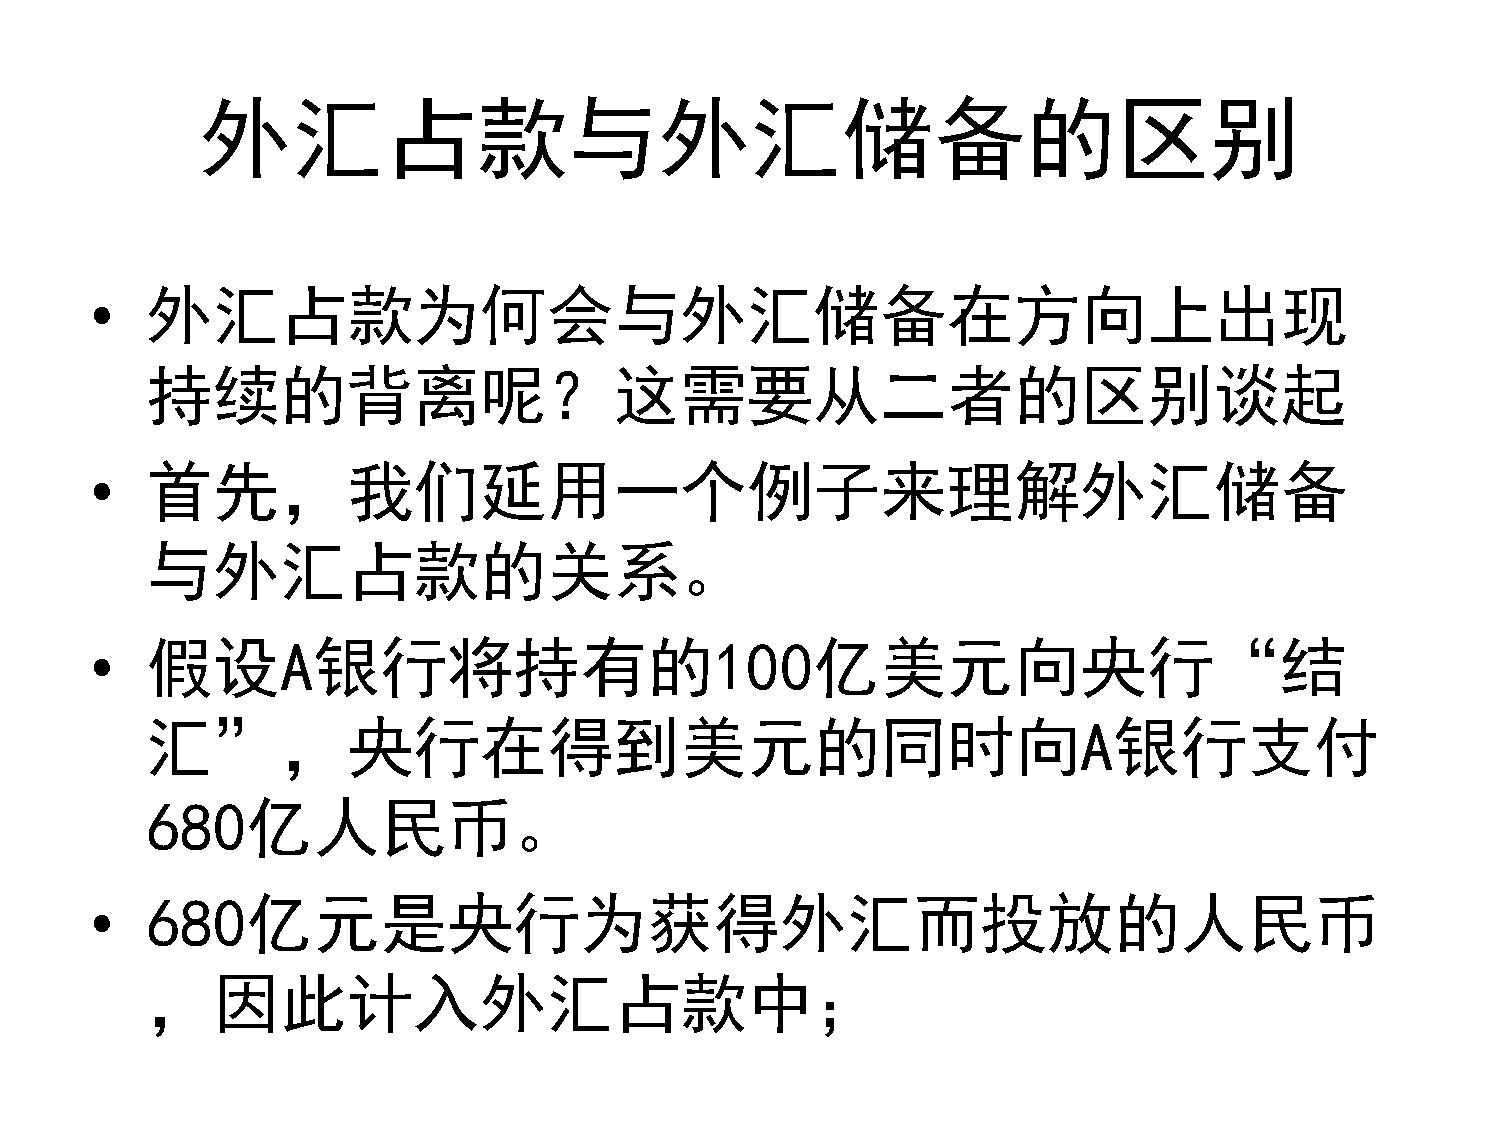 外汇占款与外汇储备的区别
• 外汇占款为何会与外汇储备在方向上出现
持续的背离呢？这需要从二者的区别谈起
• 首先，我们延用一个例子来理解外汇储备
与外汇占款的关系。
• 假设A银行将持有的100亿美元向央行“结
汇”，央行在得到美元的同时向A银行支付
680亿人民币。
• 680亿元是央行为获得外汇而投放的人民币
，因此计入外汇占款中；